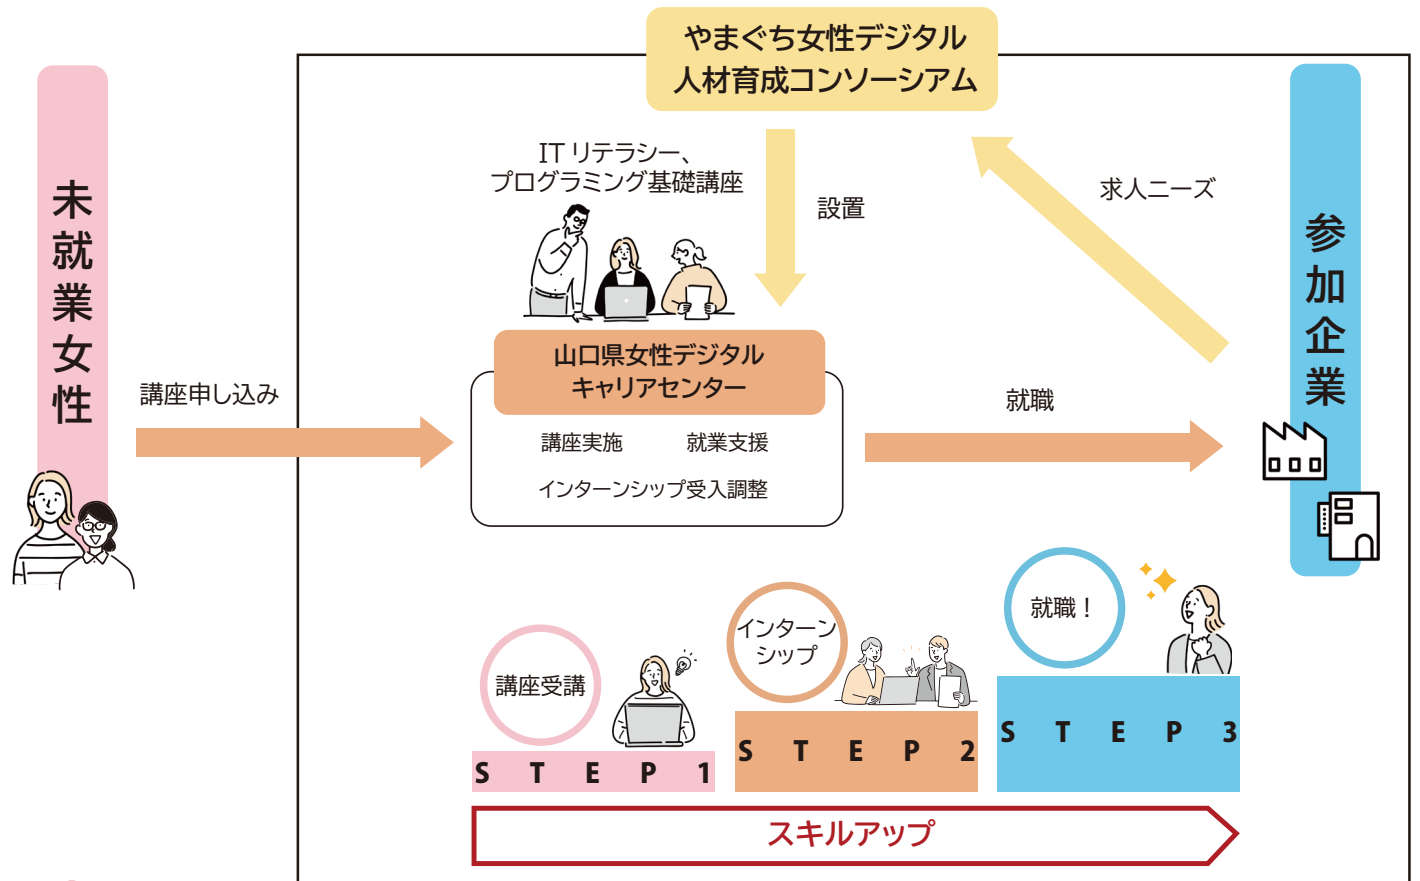 やまぐち女性デジタル
人材育成コンソーシアム
未就業女性
参加企業
ITリテラシー、
プログラミング基礎講座
設置
求人ニーズ
山口県女性デジタル
キャリアセンター
講座申し込み
就職
講座実施 就業支援
インターンシップ受入調整
講座受講
インターン
シップ
就職！
STEP1
STEP2
STEP3
スキルアップ